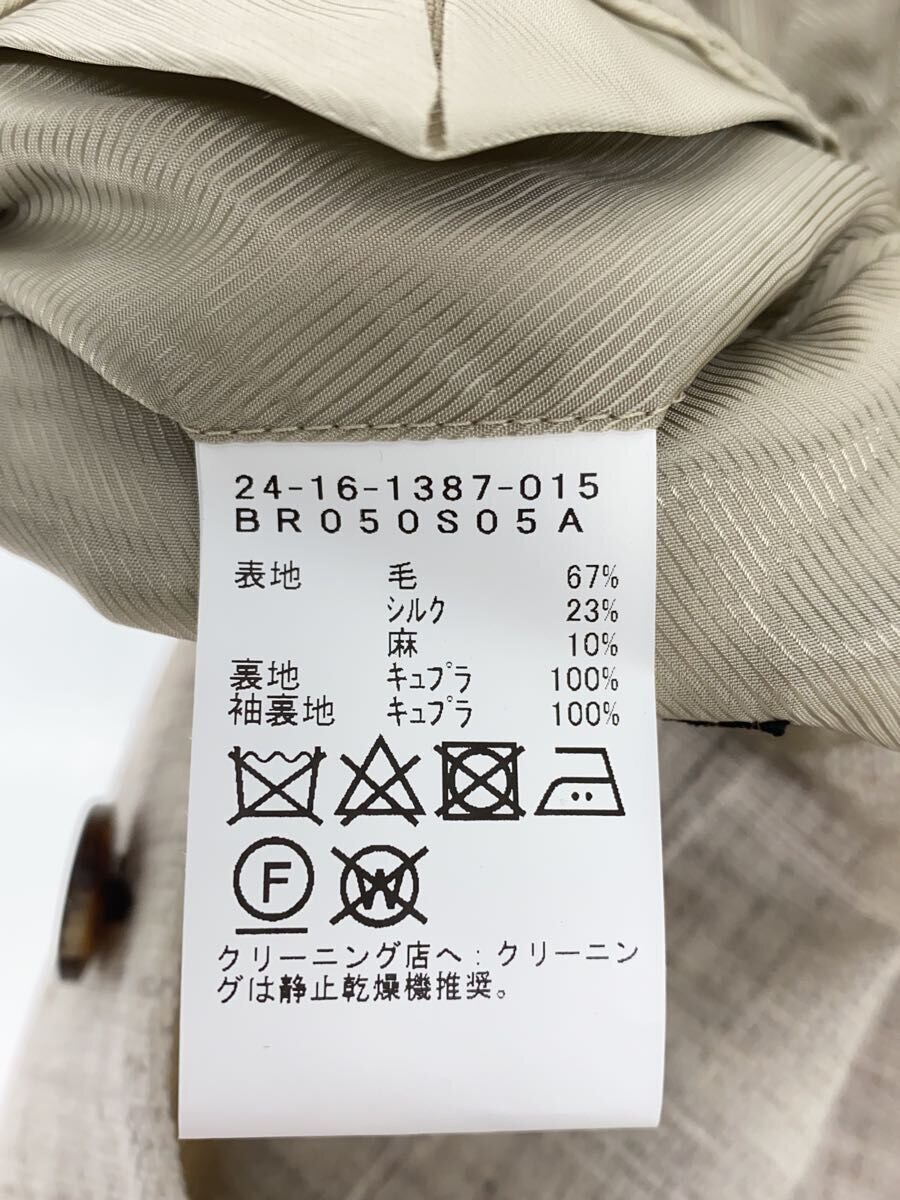 24-16-1387-015
BR050S05A
表地 毛 67%
シルク 23%
麻 10%
裏地 キュプラ 100%
袖裏地 キュプラ 100%
F W
クリーニング店へ:クリーニン
グは静止乾燥機推奨。